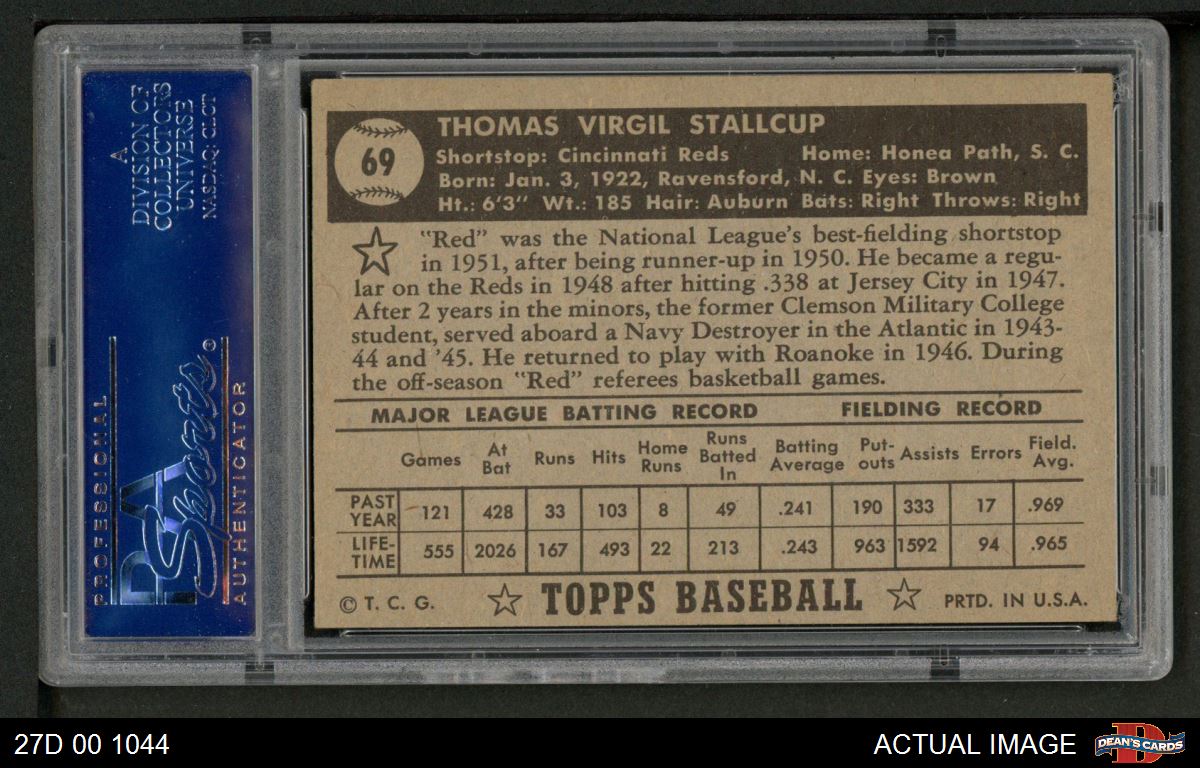 A
DIVISION OF
COLLECTORS
UNIVERSE
NASDAQ: CLCT
PROFESSIONAL
PSA
Sports®
AUTHENTICATOR
69
THOMAS VIRGIL STALLCUP
Shortstop: Cincinnati Reds Home: Honea Path, S. C.
Born: Jan. 3, 1922, Ravensford, N. C. Eyes: Brown
Ht.: 6'3" Wt.: 185 Hair: Auburn Bats: Right Throws: Right
"Red" was the National League's best-fielding shortstop
in 1951, after being runner-up in 1950. He became a regu-
lar on the Reds in 1948 after hitting .338 at Jersey City in 1947.
After 2 years in the minors, the former Clemson Military College
student, served aboard a Navy Destroyer in the Atlantic in 1943-
44 and '45. He returned to play with Roanoke in 1946. During
the off-season "Red" referees basketball games.
MAJOR LEAGUE BATTING RECORD FIELDING RECORD
Games At Bat Runs Hits Home Runs Runs Batted In Batting Average Put-outs Assists Errors Field. Avg.
PAST YEAR 121 428 33 103 8 49 .241 190 333 17 .969
LIFE-TIME 555 2026 167 493 22 213 .243 963 1592 94 .965
© T. C. G. TOPPS BASEBALL PRTD. IN U.S.A.
27D 00 1044 ACTUAL IMAGE
D
DEAN'S CARDS